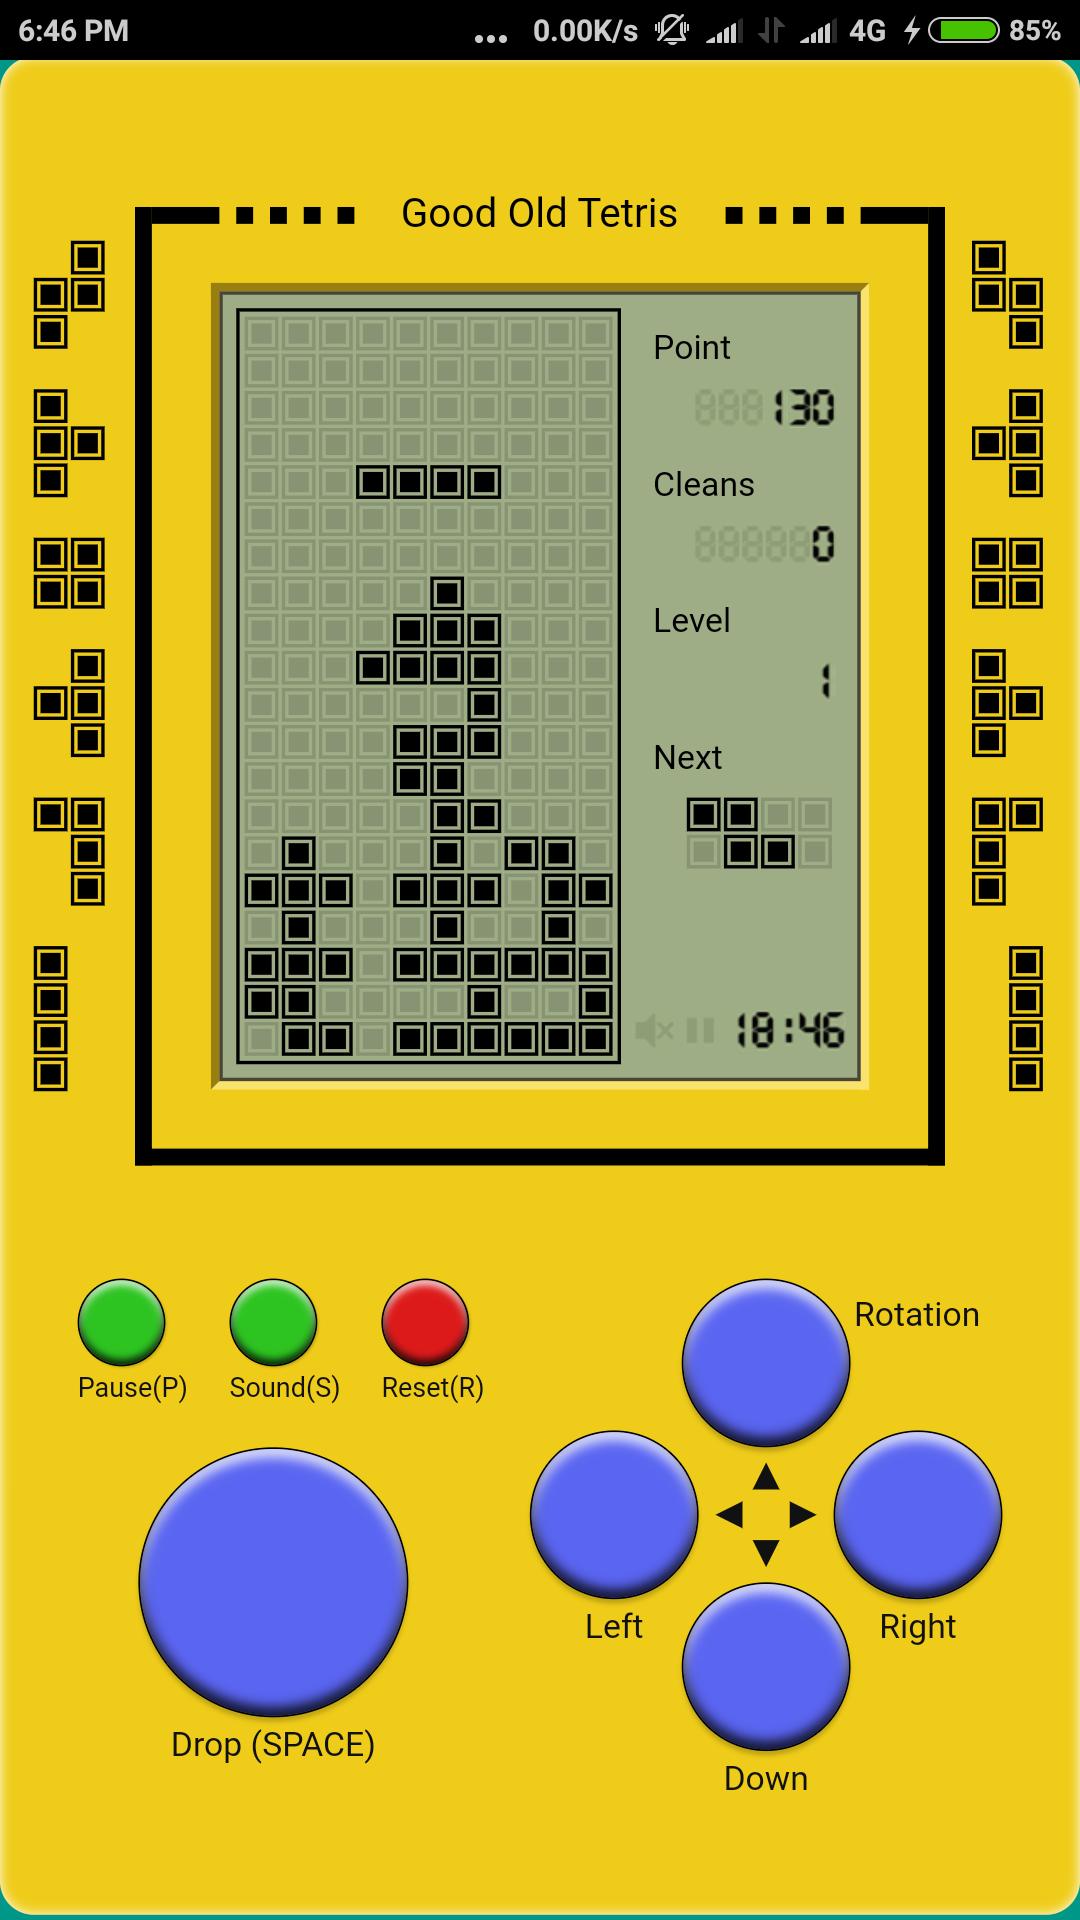 6:46 PM ... 0.00K/s 4G 85%
Good Old Tetris
Point
130
Cleans
0
Level
1
Next
18:46
Rotation
Pause(P) Sound(S) Reset(R)
Left Right
Drop (SPACE)
Down